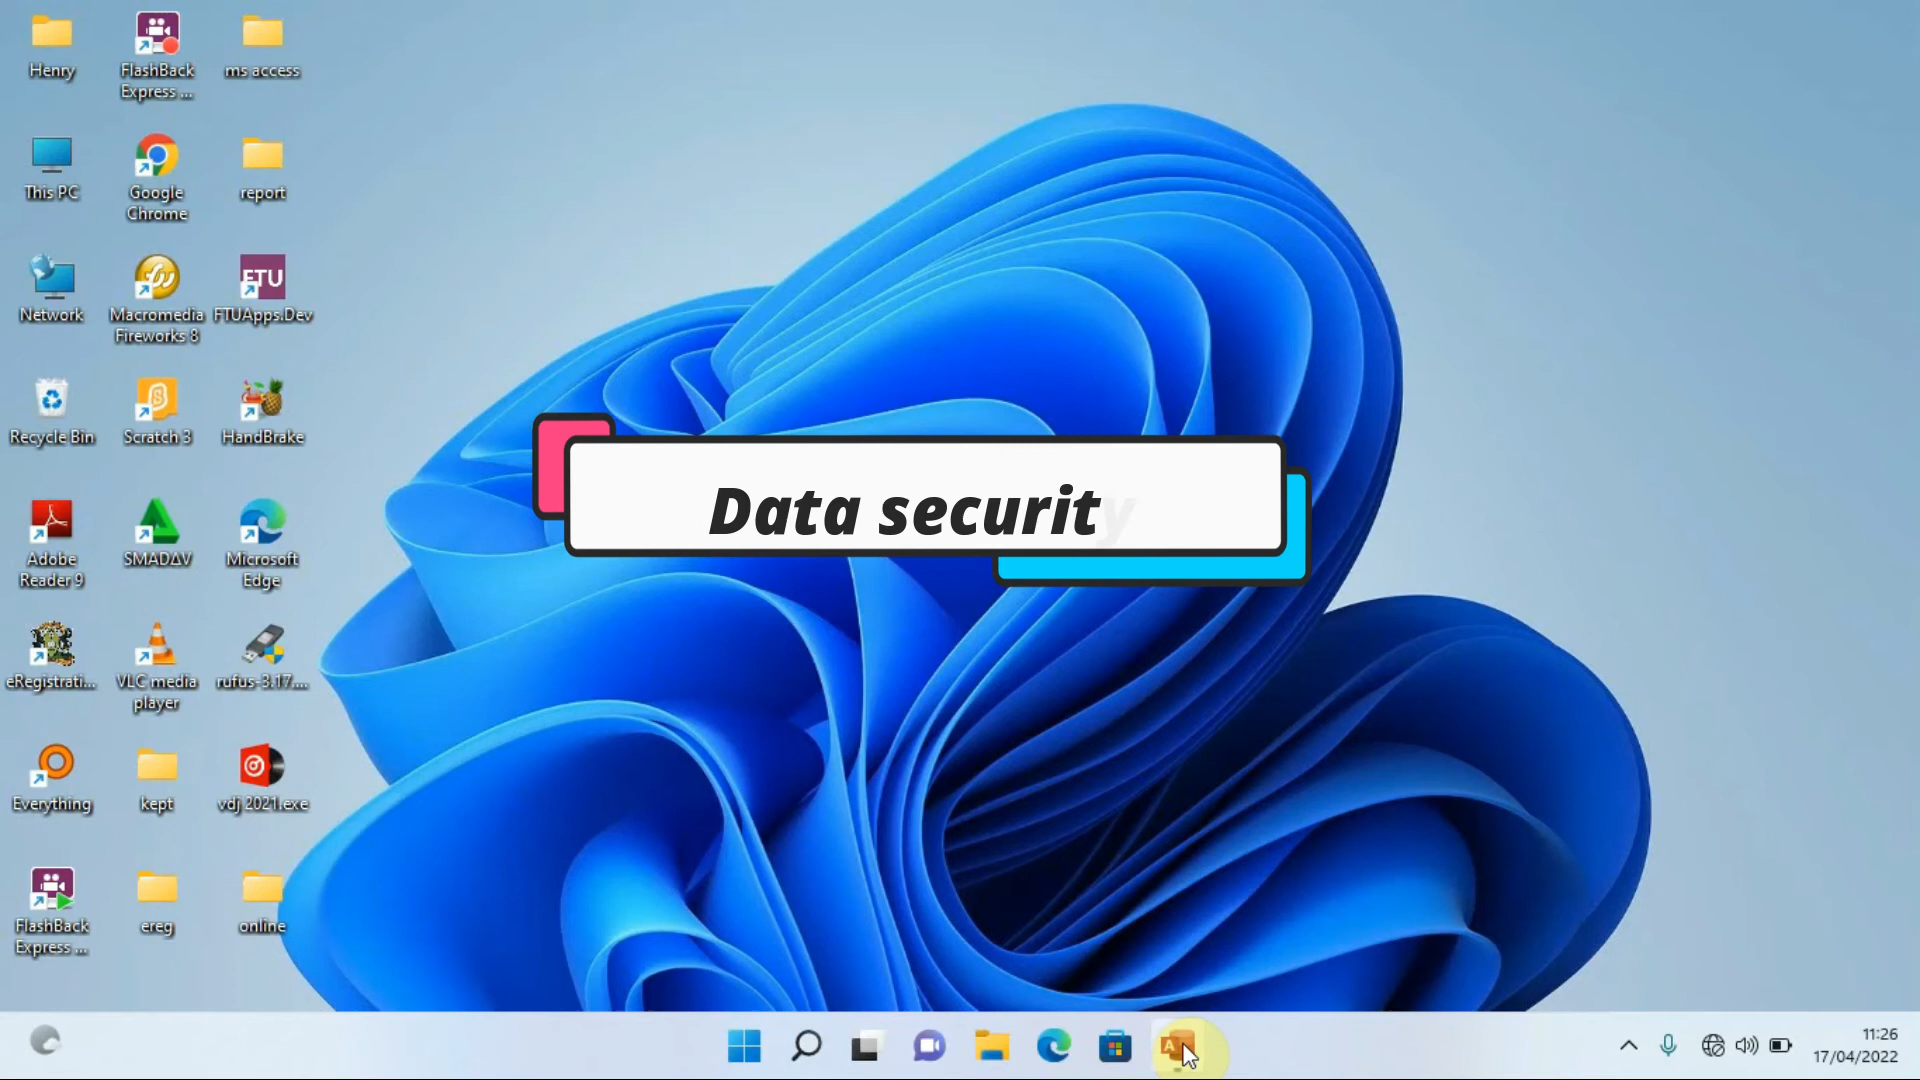 Henry
FlashBack
Express ...
ms access
This PC
Google
Chrome
report
Network
Macromedia
Fireworks 8
FTU
FTUApps.Dev
Recycle Bin
Scratch 3
HandBrake
Adobe
Reader 9
SMADΔV
Microsoft
Edge
eRegistrati...
VLC media
player
rufus-3.17....
Everything
kept
vdj 2021.exe
FlashBack
Express ...
ereg
online
Data security
A
11:26
17/04/2022